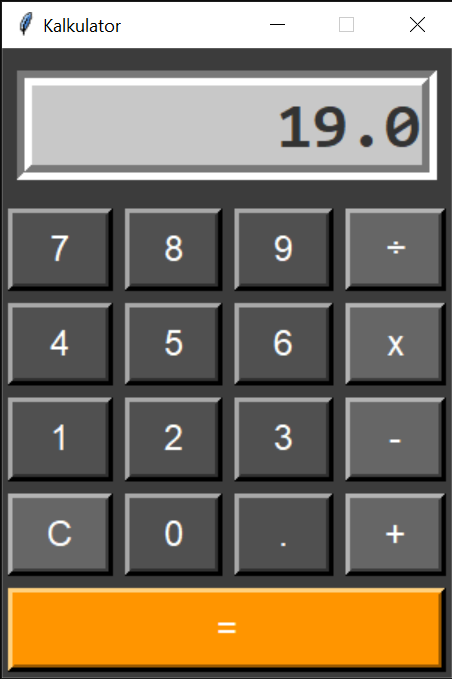 Kalkulator
19.0
7 8 9 ÷
4 5 6 x
1 2 3 -
C 0 . +
=